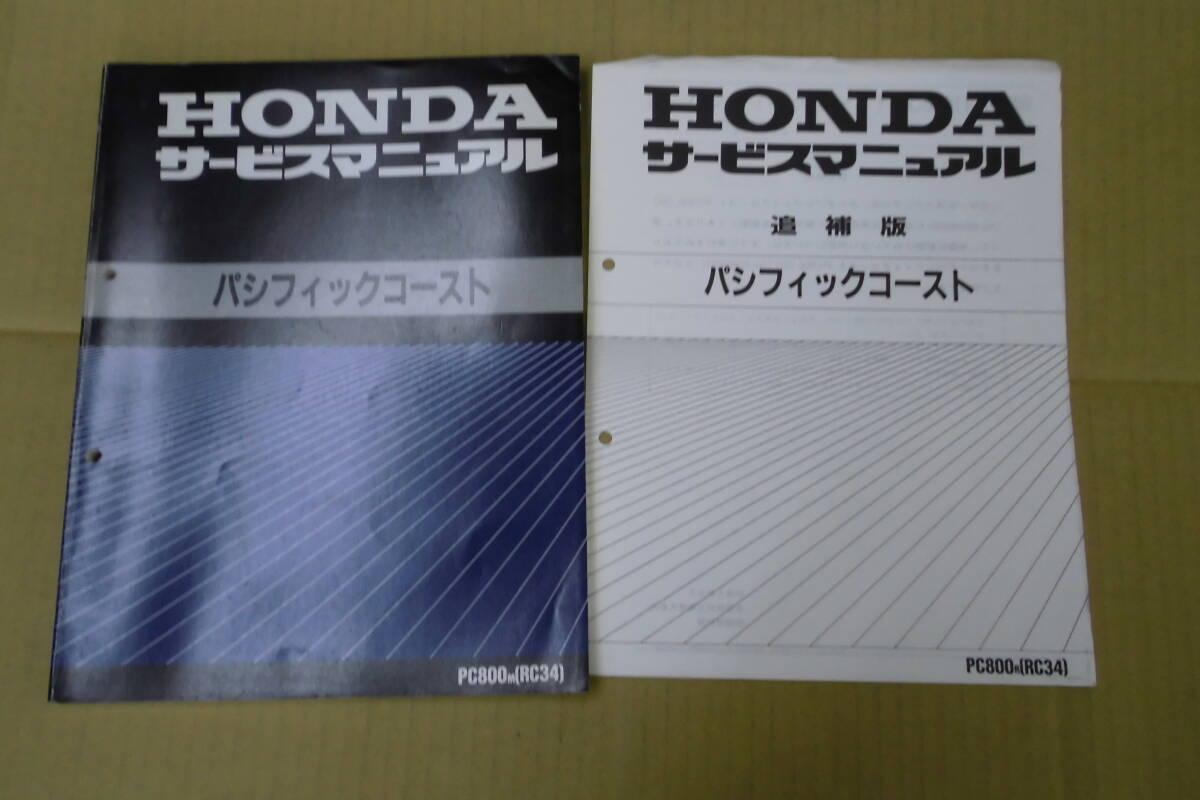 HONDA
サービスマニュアル
パシフィックコースト
PC800M(RC34)
HONDA
サービスマニュアル
追補版
パシフィックコースト
PC800R(RC34)